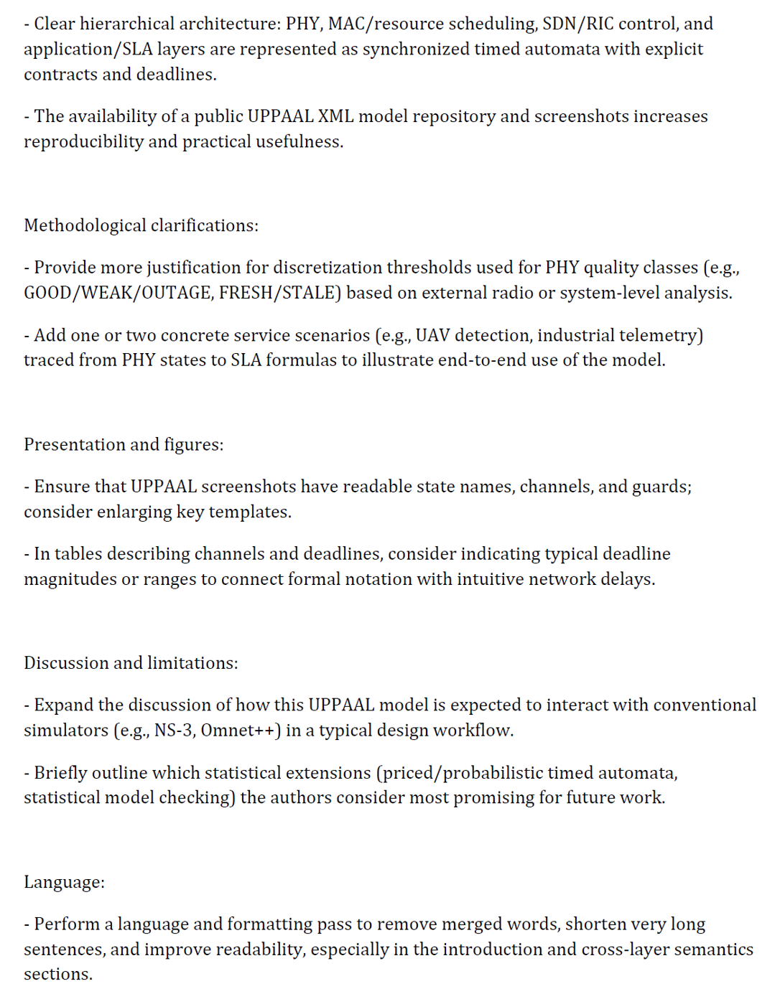 - Clear hierarchical architecture: PHY, MAC/resource scheduling, SDN/RIC control, and
application/SLA layers are represented as synchronized timed automata with explicit
contracts and deadlines.
- The availability of a public UPPAAL XML model repository and screenshots increases
reproducibility and practical usefulness.
Methodological clarifications:
- Provide more justification for discretization thresholds used for PHY quality classes (e.g.,
GOOD/WEAK/OUTAGE, FRESH/STALE) based on external radio or system-level analysis.
- Add one or two concrete service scenarios (e.g., UAV detection, industrial telemetry)
traced from PHY states to SLA formulas to illustrate end-to-end use of the model.
Presentation and figures:
- Ensure that UPPAAL screenshots have readable state names, channels, and guards;
consider enlarging key templates.
- In tables describing channels and deadlines, consider indicating typical deadline
magnitudes or ranges to connect formal notation with intuitive network delays.
Discussion and limitations:
- Expand the discussion of how this UPPAAL model is expected to interact with conventional
simulators (e.g., NS-3, Omnet++) in a typical design workflow.
- Briefly outline which statistical extensions (priced/probabilistic timed automata,
statistical model checking) the authors consider most promising for future work.
Language:
- Perform a language and formatting pass to remove merged words, shorten very long
sentences, and improve readability, especially in the introduction and cross-layer semantics
sections.